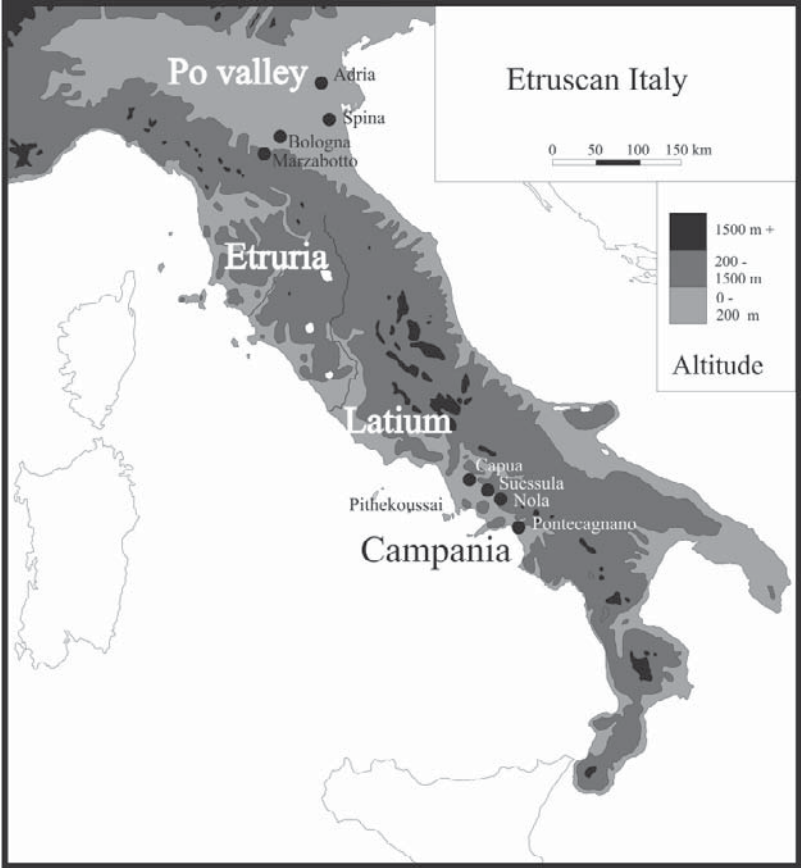 Etruscan Italy
0 50 100 150 km
1500 m +
200 -
1500 m
0 -
200 m
Altitude
Po valley
Adria
Spina
Bologna
Marzabotto
Etruria
Latium
Capua
Suessula
Nola
Pithekoussai
Pontecagnano
Campania